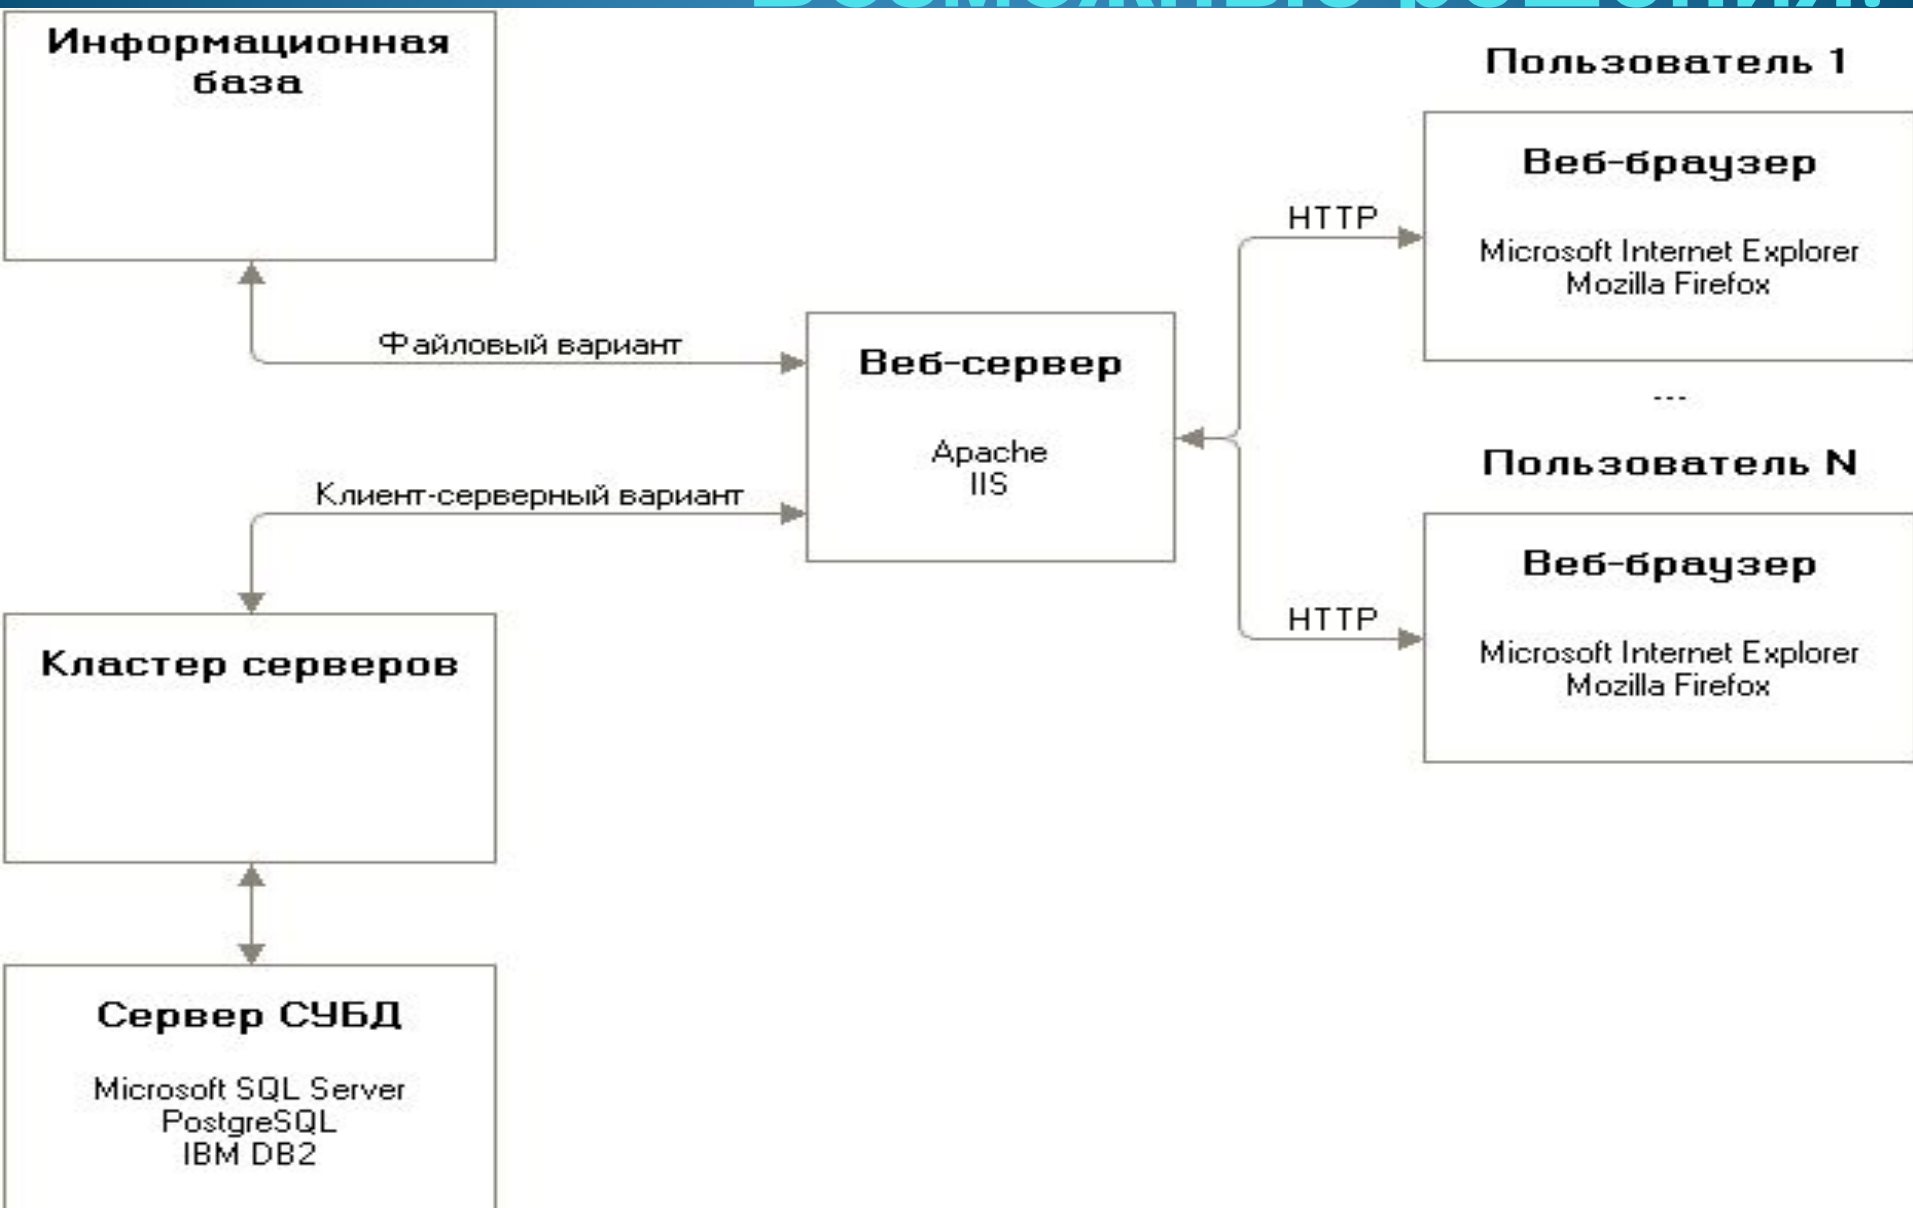 Возможные решения.
Информационная
база
Файловый вариант
Клиент-серверный вариант
Кластер серверов
Сервер СУБД
Microsoft SQL Server
PostgreSQL
IBM DB2
Веб-сервер
Apache
IIS
HTTP
HTTP
Пользователь 1
Веб-браузер
Microsoft Internet Explorer
Mozilla Firefox
...
Пользователь N
Веб-браузер
Microsoft Internet Explorer
Mozilla Firefox